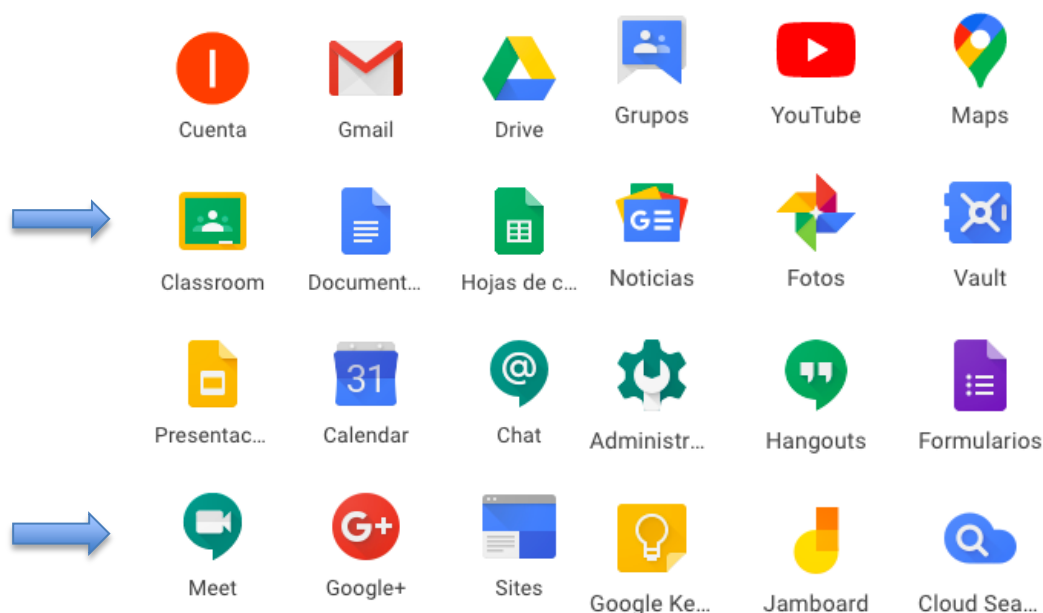 Cuenta Gmail Drive Grupos YouTube Maps
G
Classroom Document... Hojas de c... Noticias Fotos Vault
31 @
Presentac... Calendar Chat Administr... Hangouts Formularios
G+
Meet Google+ Sites Google Ke... Jamboard Cloud Sea...